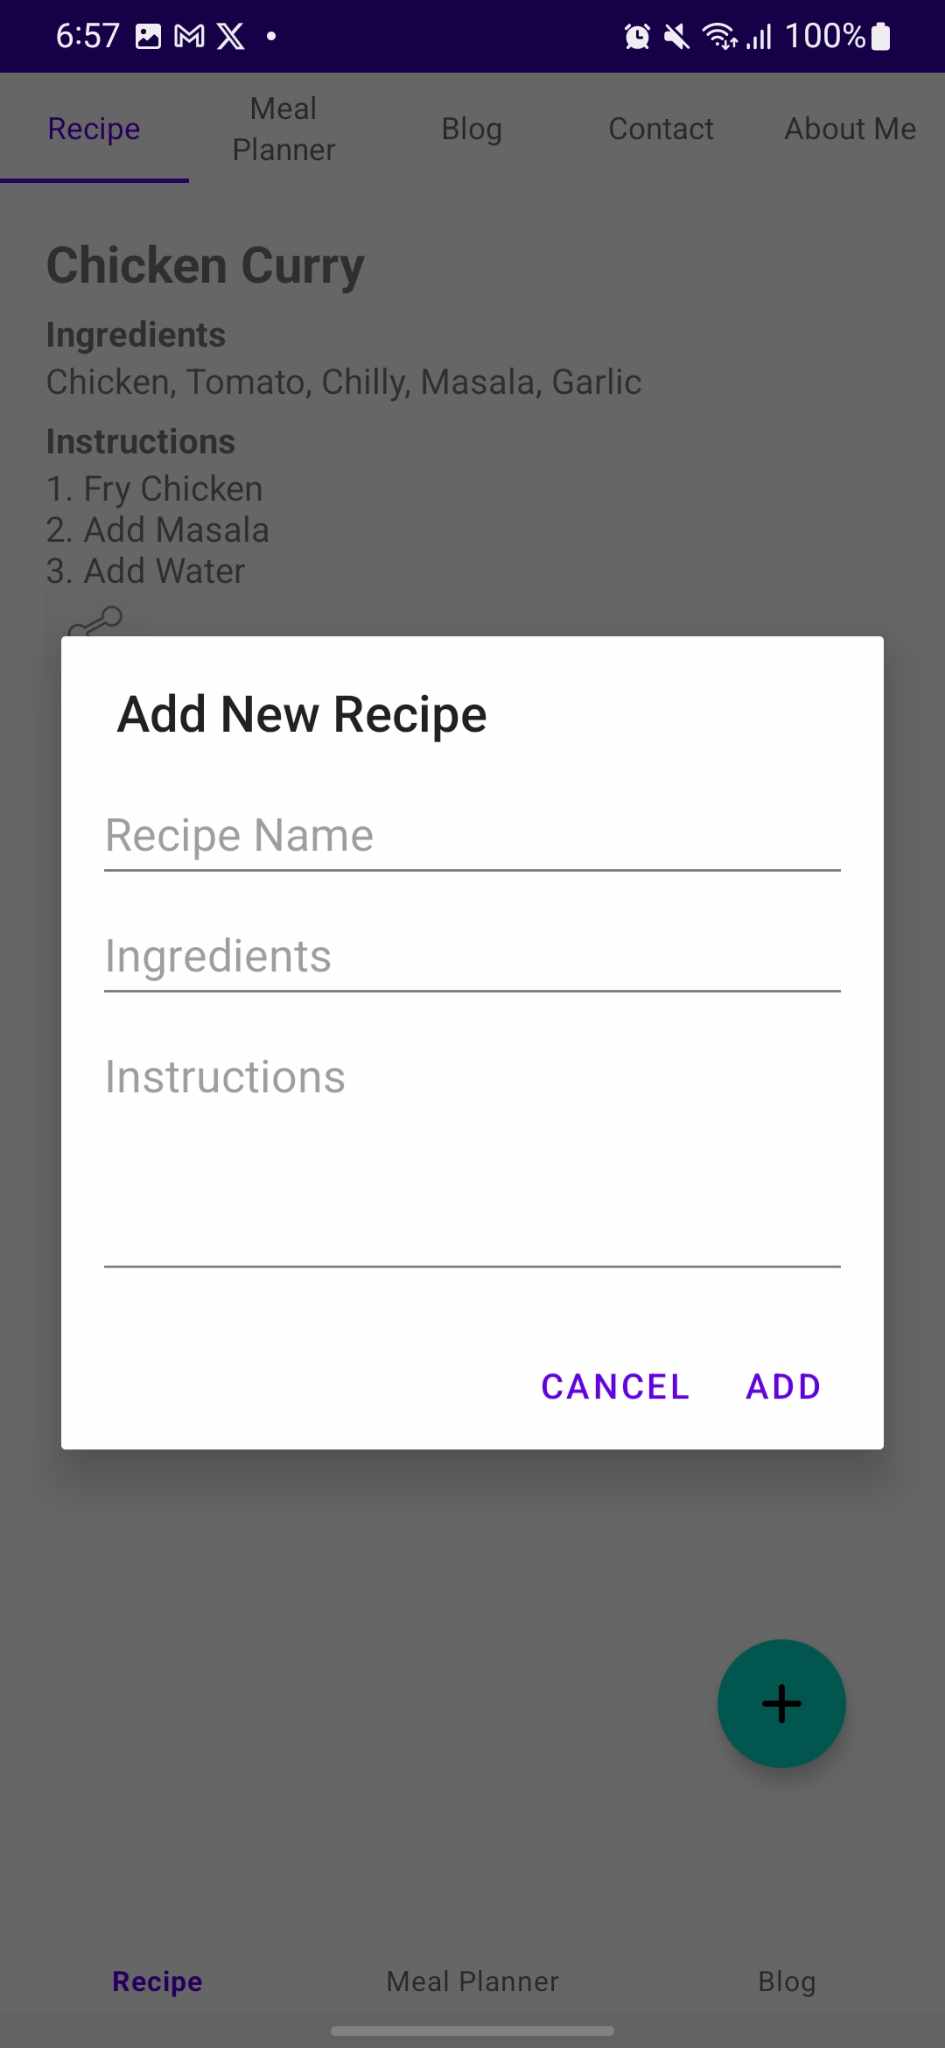 6:57
100%
Recipe
Meal
Planner
Blog
Contact
About Me
Chicken Curry
Ingredients
Chicken, Tomato, Chilly, Masala, Garlic
Instructions
1. Fry Chicken
2. Add Masala
3. Add Water
Add New Recipe
Recipe Name
Ingredients
Instructions
CANCEL ADD
Recipe Meal Planner Blog